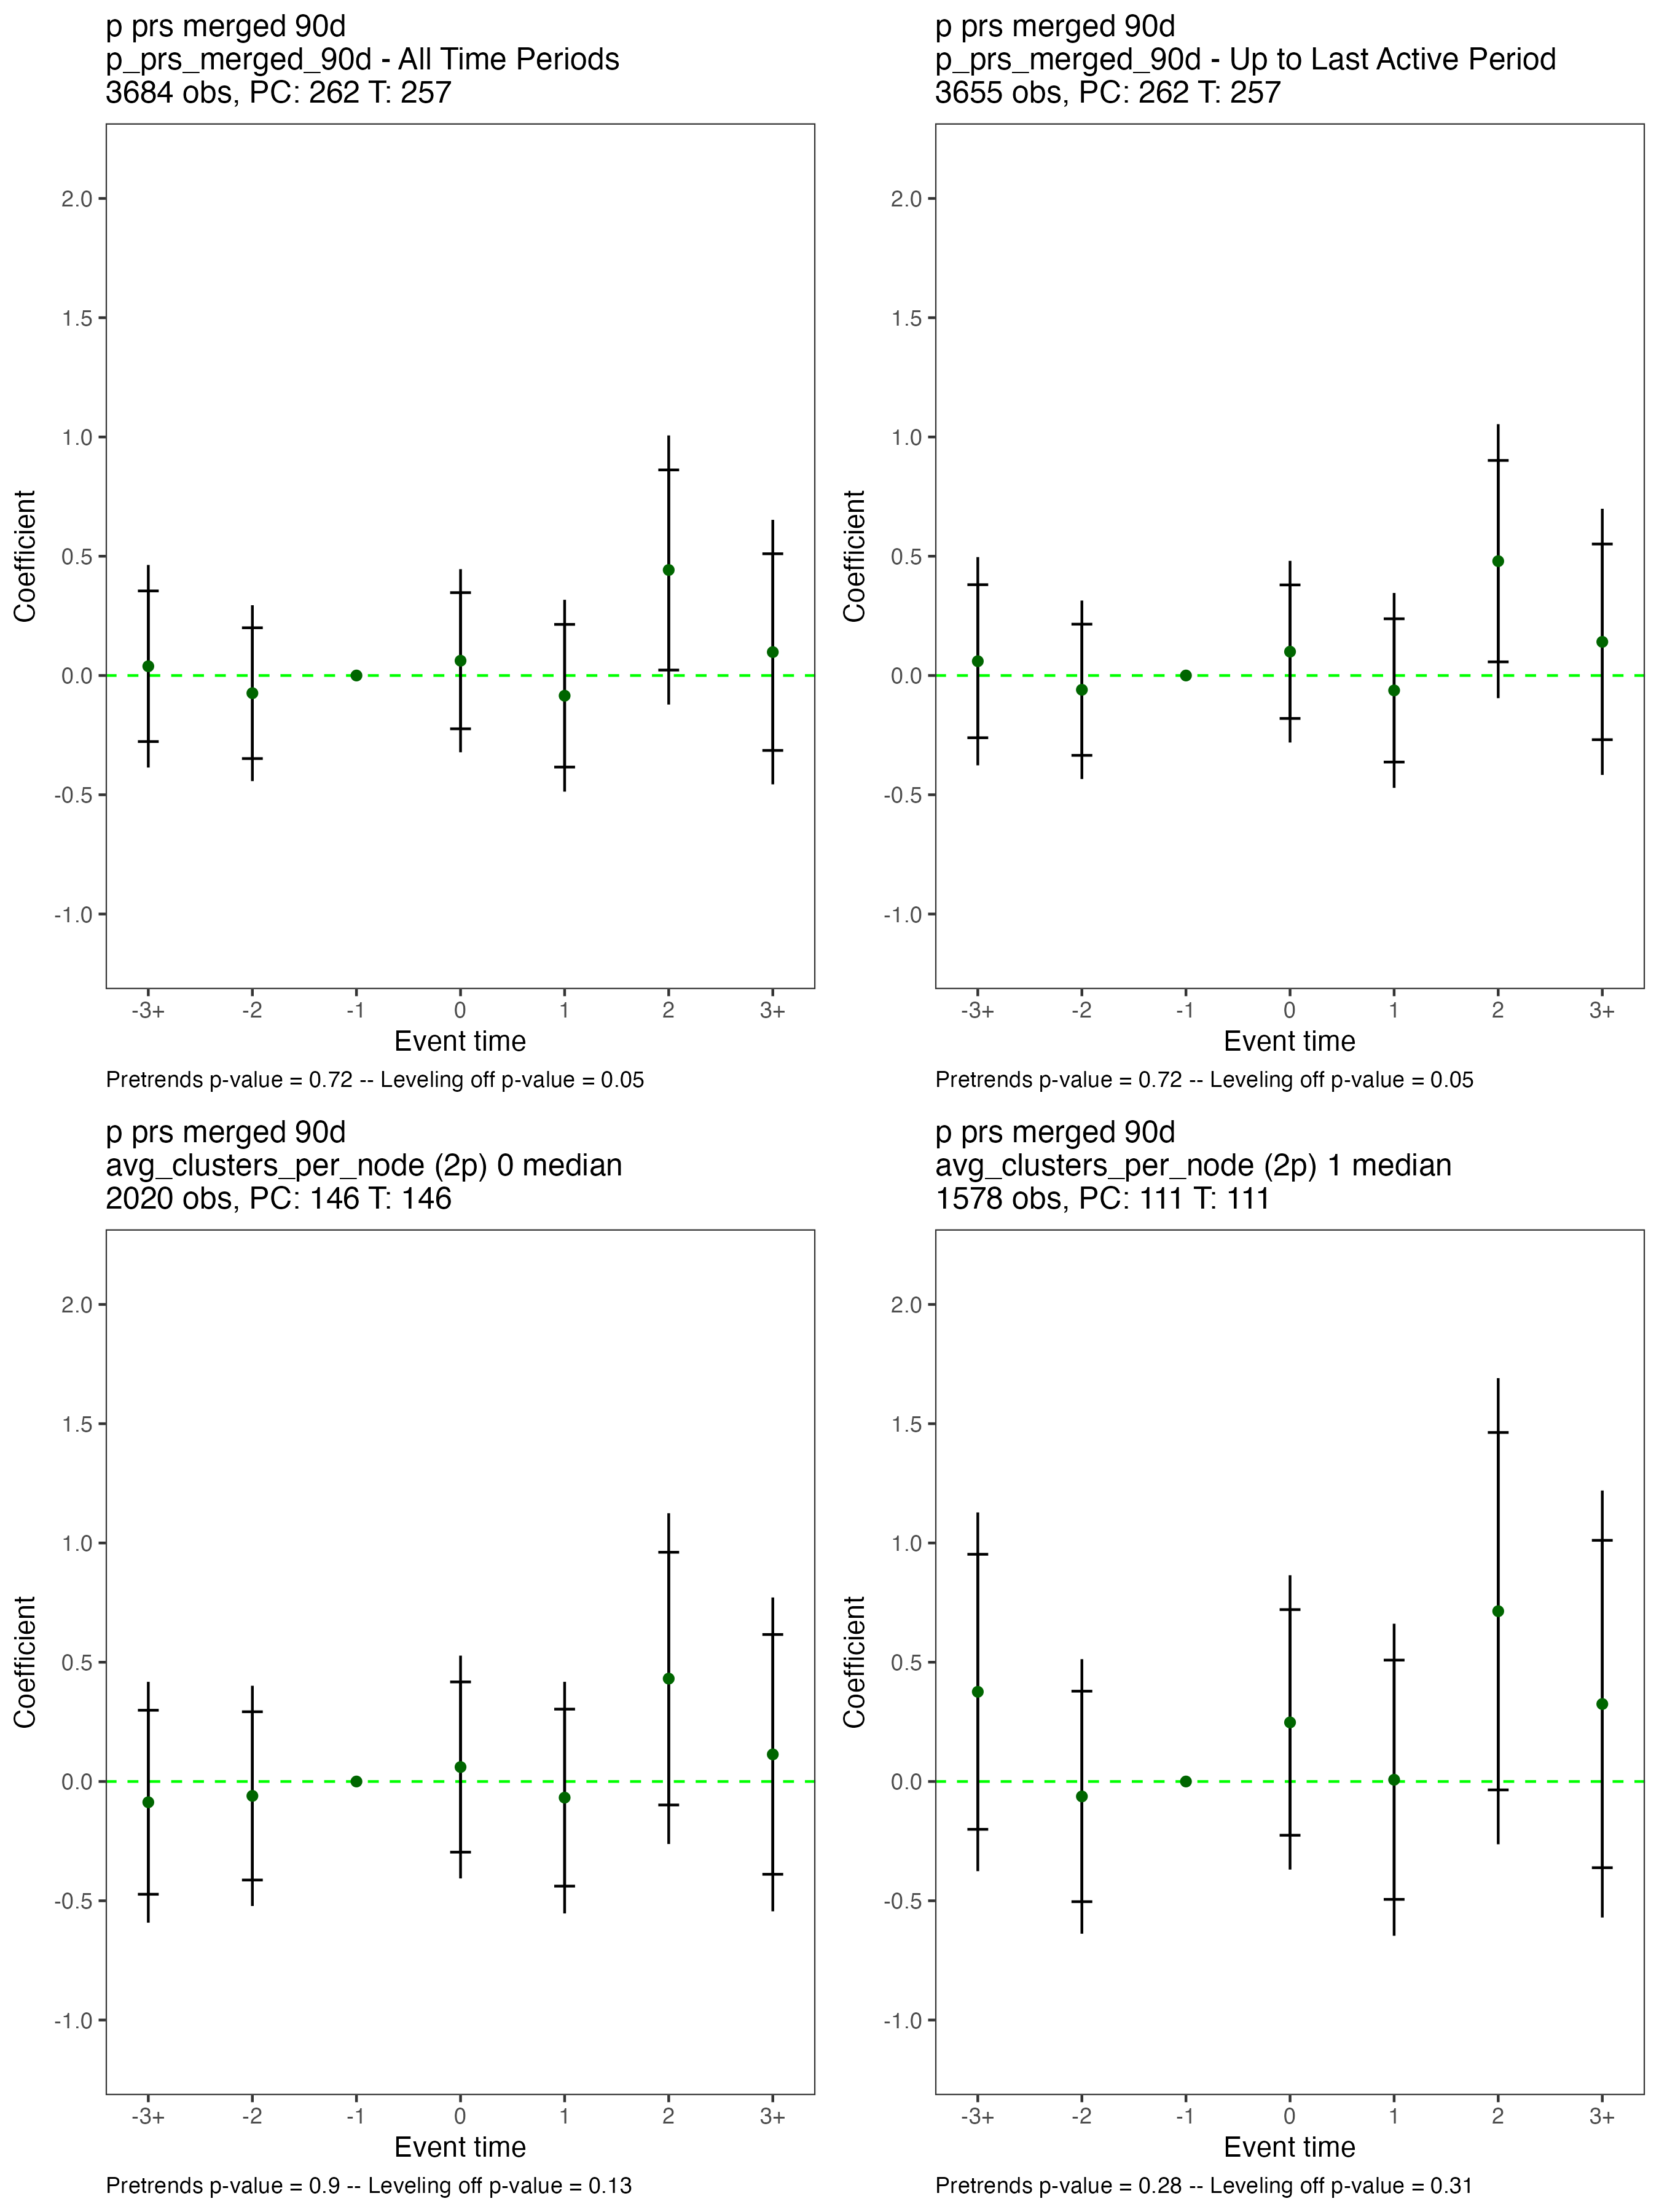 p prs merged 90d
p_prs_merged_90d - All Time Periods
3684 obs, PC: 262 T: 257
2.0
1.5
1.0
0.5
0.0
-0.5
-1.0
Coefficient
-3+ -2 -1 0 1 2 3+
Event time
Pretrends p-value = 0.72 -- Leveling off p-value = 0.05
p prs merged 90d
p_prs_merged_90d - Up to Last Active Period
3655 obs, PC: 262 T: 257
2.0
1.5
1.0
0.5
0.0
-0.5
-1.0
Coefficient
-3+ -2 -1 0 1 2 3+
Event time
Pretrends p-value = 0.72 -- Leveling off p-value = 0.05
p prs merged 90d
avg_clusters_per_node (2p) 0 median
2020 obs, PC: 146 T: 146
2.0
1.5
1.0
0.5
0.0
-0.5
-1.0
Coefficient
-3+ -2 -1 0 1 2 3+
Event time
Pretrends p-value = 0.9 -- Leveling off p-value = 0.13
p prs merged 90d
avg_clusters_per_node (2p) 1 median
1578 obs, PC: 111 T: 111
2.0
1.5
1.0
0.5
0.0
-0.5
-1.0
Coefficient
-3+ -2 -1 0 1 2 3+
Event time
Pretrends p-value = 0.28 -- Leveling off p-value = 0.31